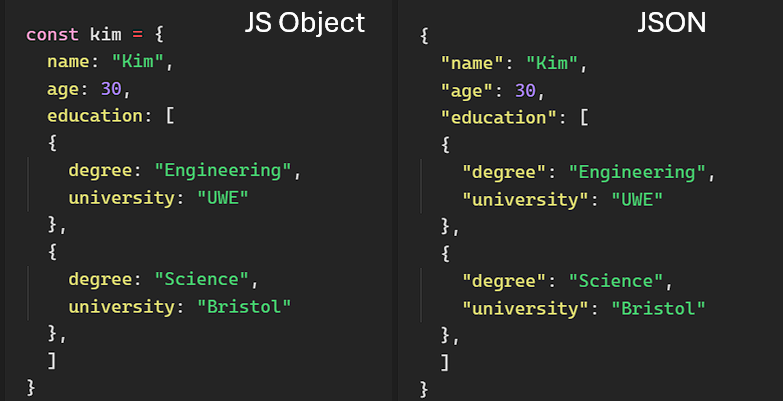 JS Object
const kim = {
  name: "Kim",
  age: 30,
  education: [
  {
    degree: "Engineering",
    university: "UWE"
  },
  {
    degree: "Science",
    university: "Bristol"
  },
  ]
}
JSON
{
  "name": "Kim",
  "age": 30,
  "education": [
  {
    "degree": "Engineering",
    "university": "UWE"
  },
  {
    "degree": "Science",
    "university": "Bristol"
  },
  ]
}